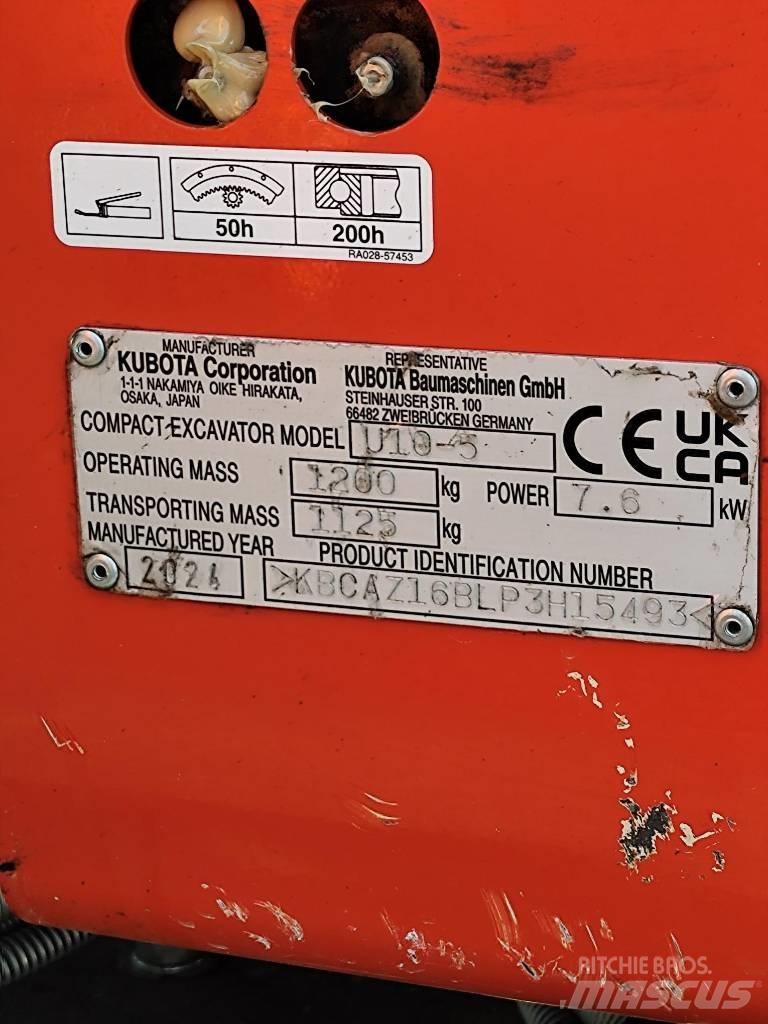 50h 200h
RA028-57453
MANUFACTURER
KUBOTA Corporation
1-1-1 NAKAMIYA OIKE HIRAKATA,
OSAKA, JAPAN
REPRESENTATIVE
KUBOTA Baumaschinen GmbH
STEINHAUSER STR. 100
66482 ZWEIBRÜCKEN GERMANY
COMPACT EXCAVATOR MODEL U10-5
CE UK
CA
OPERATING MASS 1200 kg POWER 7.6 kW
TRANSPORTING MASS 1125 kg
MANUFACTURED YEAR PRODUCT IDENTIFICATION NUMBER
2024 >KBCAZ16BLP3H15493<
RITCHIE BROS.
MASCUS